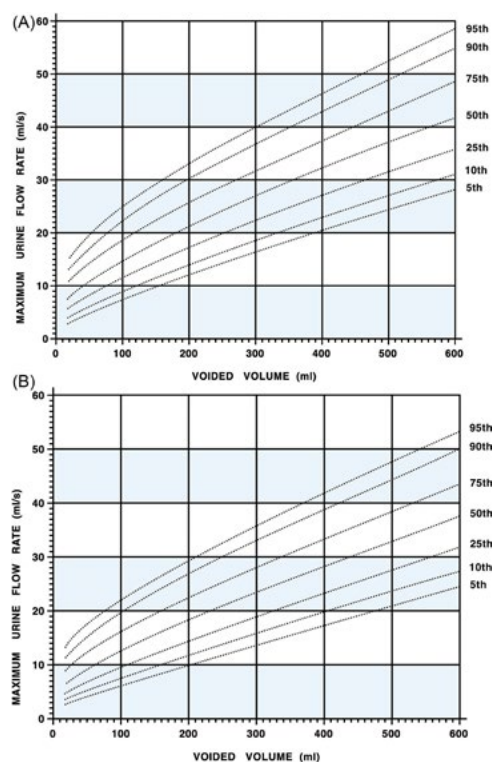 (A)
60
50
40
30
20
10
0
MAXIMUM URINE FLOW RATE (ml/s)
95th
90th
75th
50th
25th
10th
5th
0 100 200 300 400 500 600
VOIDED VOLUME (ml)
(B)
60
50
40
30
20
10
0
MAXIMUM URINE FLOW RATE (ml/s)
95th
90th
75th
50th
25th
10th
5th
0 100 200 300 400 500 600
VOIDED VOLUME (ml)